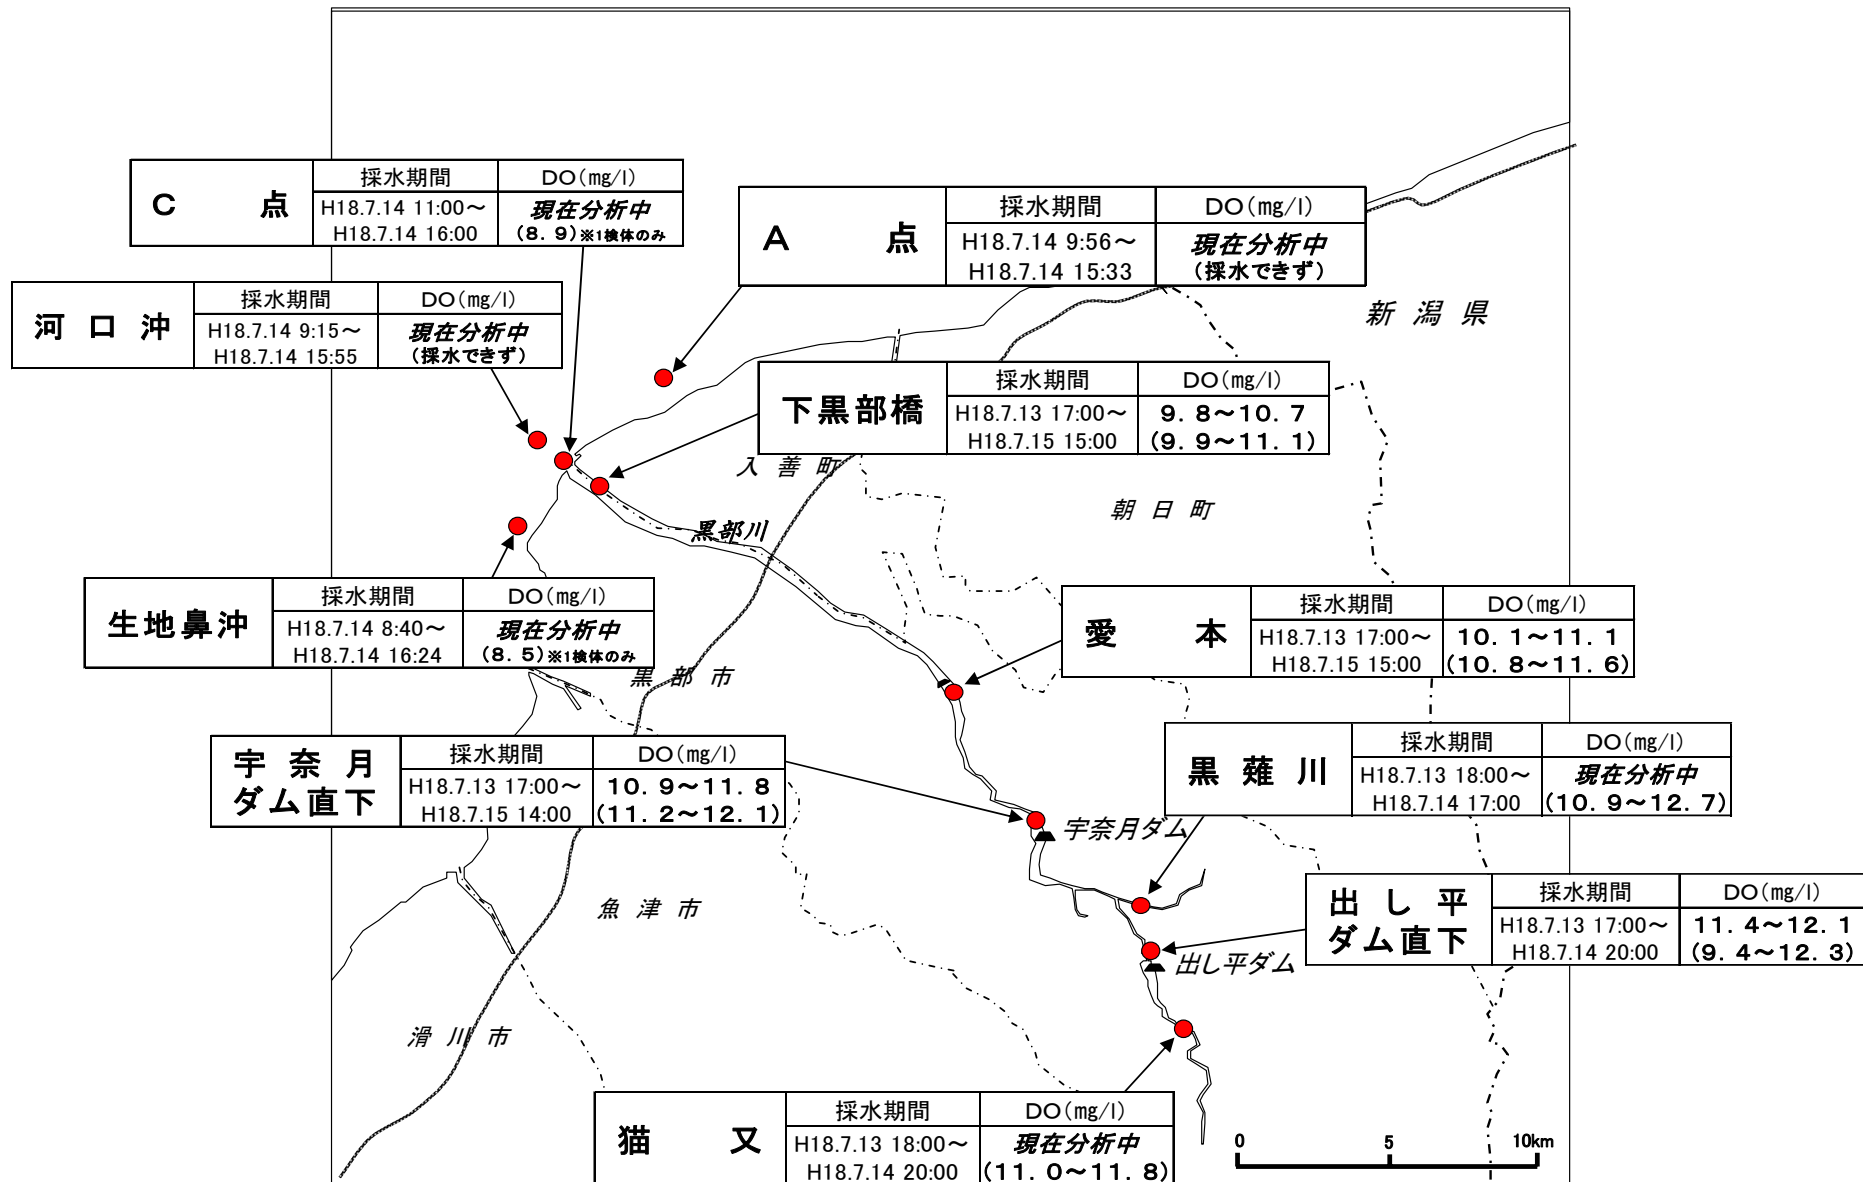 C 点
採水期間
DO(mg/l)
H18.7.14 11:00～
H18.7.14 16:00
現在分析中
(8.9)※1検体のみ
A 点
採水期間
DO(mg/l)
H18.7.14 9:56～
H18.7.14 15:33
現在分析中
(採水できず)
河口沖
採水期間
DO(mg/l)
H18.7.14 9:15～
H18.7.14 15:55
現在分析中
(採水できず)
新潟県
下黒部橋
採水期間
DO(mg/l)
H18.7.13 17:00～
H18.7.15 15:00
9.8～10.7
(9.9～11.1)
入善町
朝日町
黒部川
生地鼻沖
採水期間
DO(mg/l)
H18.7.14 8:40～
H18.7.14 16:24
現在分析中
(8.5)※1検体のみ
愛本
採水期間
DO(mg/l)
H18.7.13 17:00～
H18.7.15 15:00
10.1～11.1
(10.8～11.6)
黒部市
宇奈月
ダム直下
採水期間
DO(mg/l)
H18.7.13 17:00～
H18.7.15 14:00
10.9～11.8
(11.2～12.1)
黒薙川
採水期間
DO(mg/l)
H18.7.13 18:00～
H18.7.14 17:00
現在分析中
(10.9～12.7)
宇奈月ダム
魚津市
出し平
ダム直下
採水期間
DO(mg/l)
H18.7.13 17:00～
H18.7.14 20:00
11.4～12.1
(9.4～12.3)
出し平ダム
滑川市
猫又
採水期間
DO(mg/l)
H18.7.13 18:00～
H18.7.14 20:00
現在分析中
(11.0～11.8)
0 5 10km